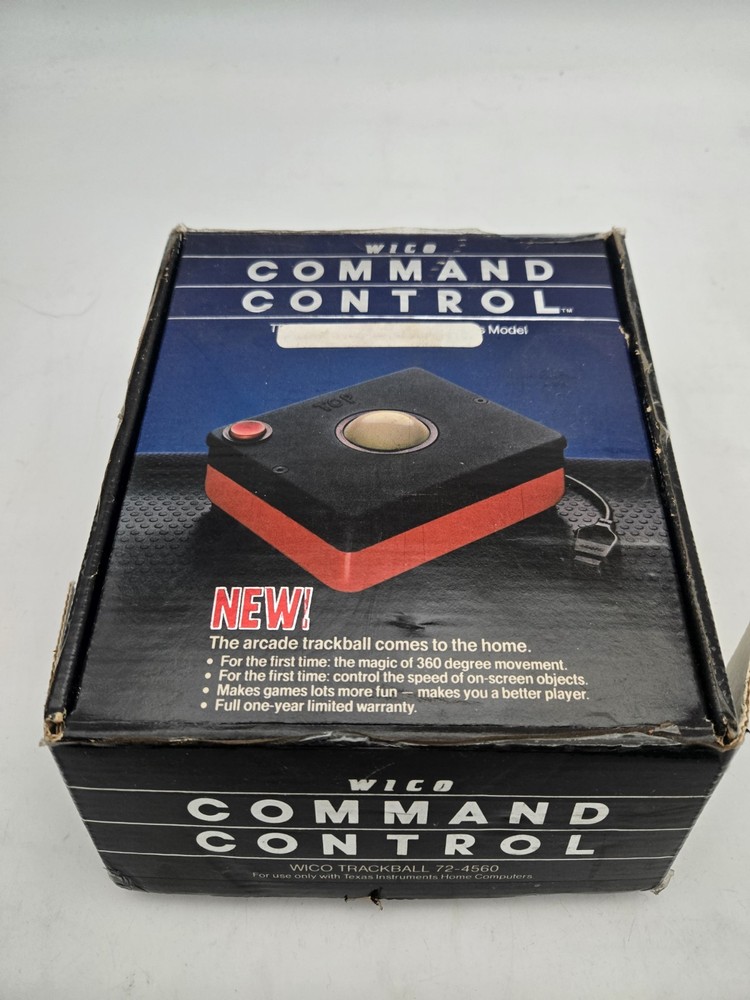 WICO
COMMAND
CONTROL™
Model
TOP
NEW!
The arcade trackball comes to the home.
• For the first time: the magic of 360 degree movement.
• For the first time: control the speed of on-screen objects.
• Makes games lots more fun — makes you a better player.
• Full one-year limited warranty.
WICO
COMMAND
CONTROL
WICO TRACKBALL 72-4560
For use only with Texas Instruments Home Computers